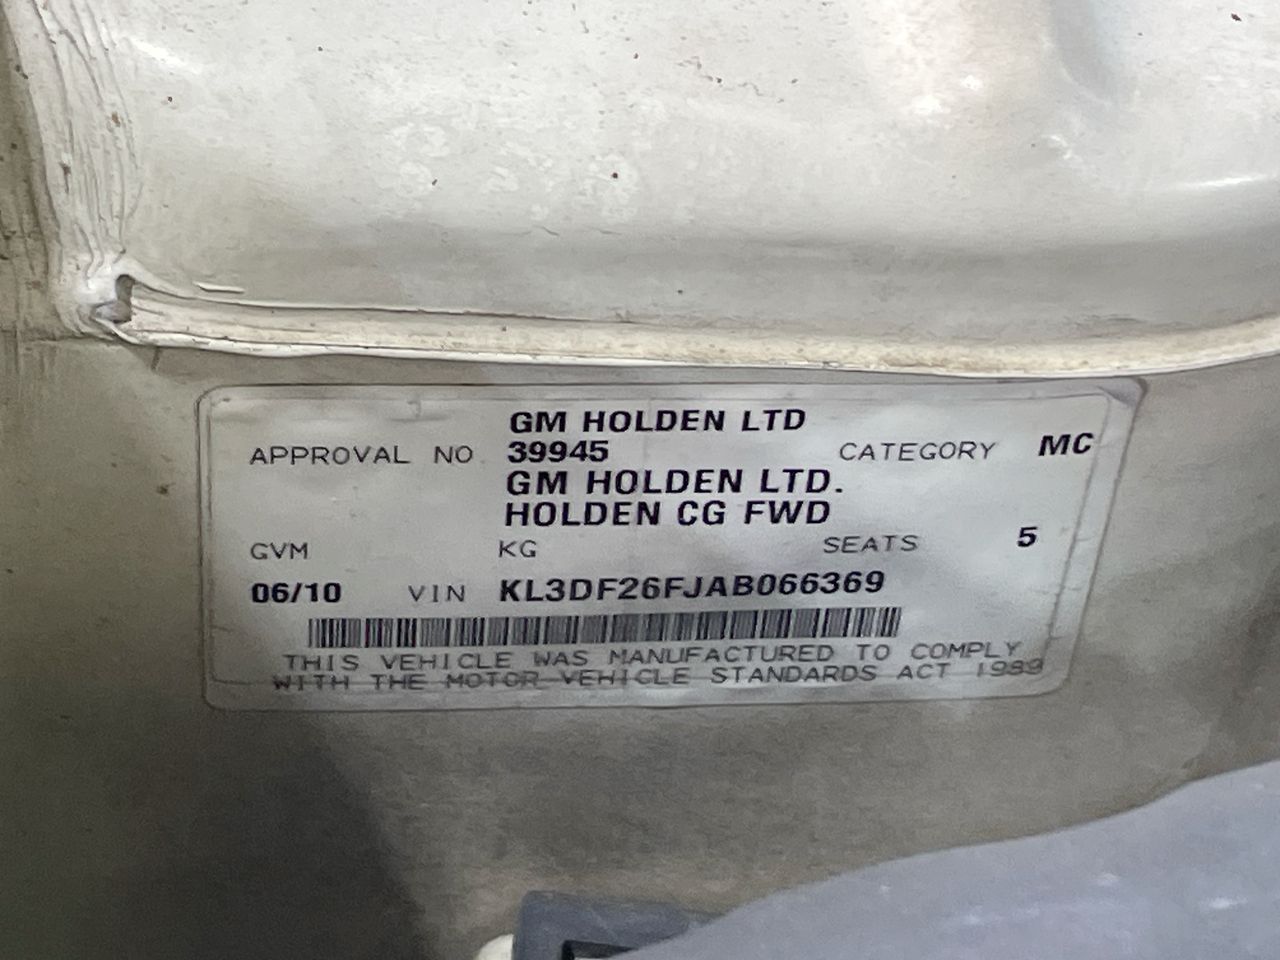 GM HOLDEN LTD
APPROVAL NO 39945 CATEGORY MC
GM HOLDEN LTD.
HOLDEN CG FWD
GVM KG SEATS 5
06/10 VIN KL3DF26FJAB066369
THIS VEHICLE WAS MANUFACTURED TO COMPLY
WITH THE MOTOR VEHICLE STANDARDS ACT 1989